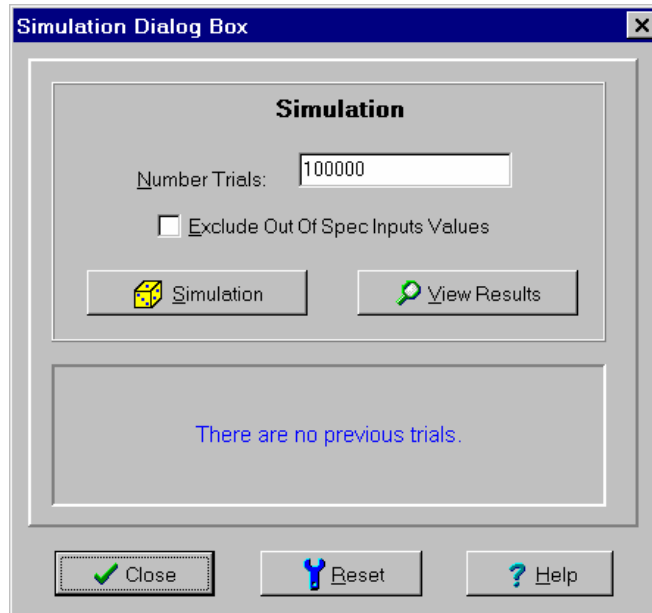 Simulation Dialog Box
Simulation
Number Trials: 100000
Exclude Out Of Spec Inputs Values
Simulation View Results
There are no previous trials.
Close Reset Help